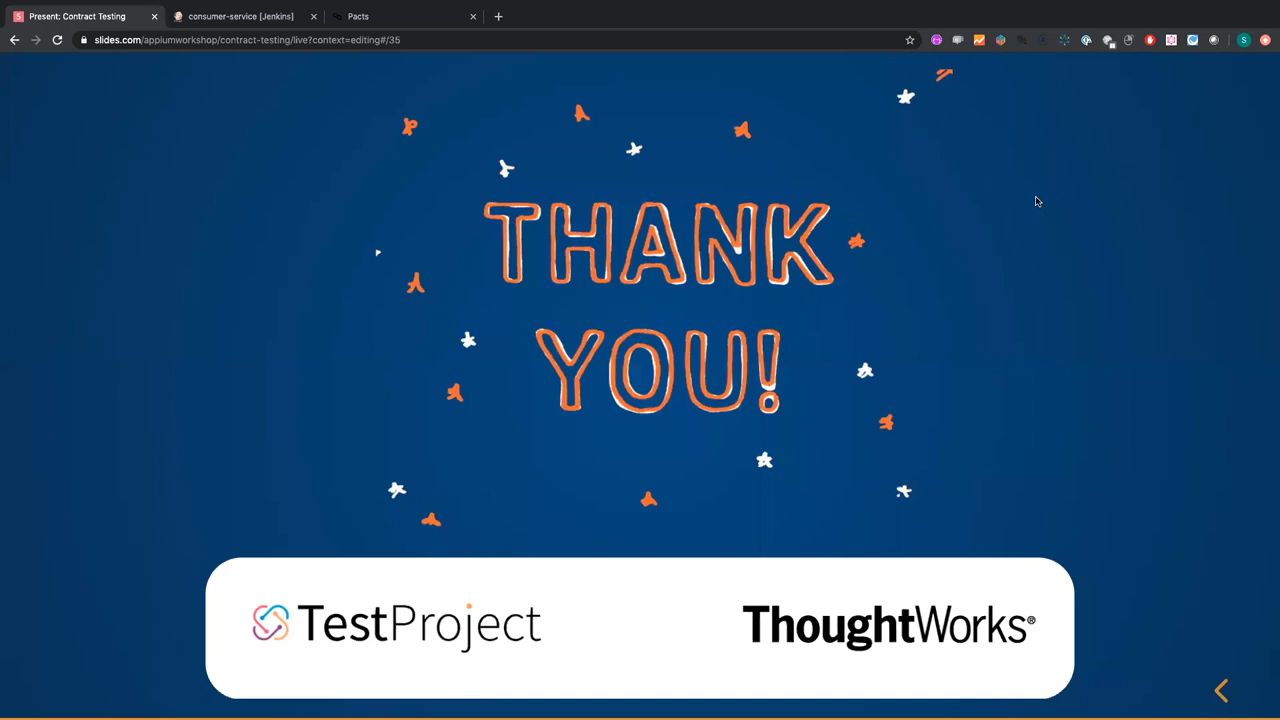 Present: Contract Testing
consumer-service [Jenkins]
Pacts
slides.com/appiumworkshop/contract-testing/live?context=editing#/35
S
THANK
YOU!
TestProject
ThoughtWorks®